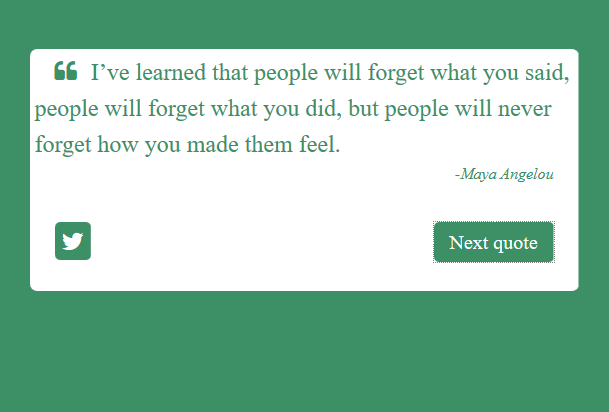 I’ve learned that people will forget what you said,
people will forget what you did, but people will never
forget how you made them feel.
-Maya Angelou
Next quote